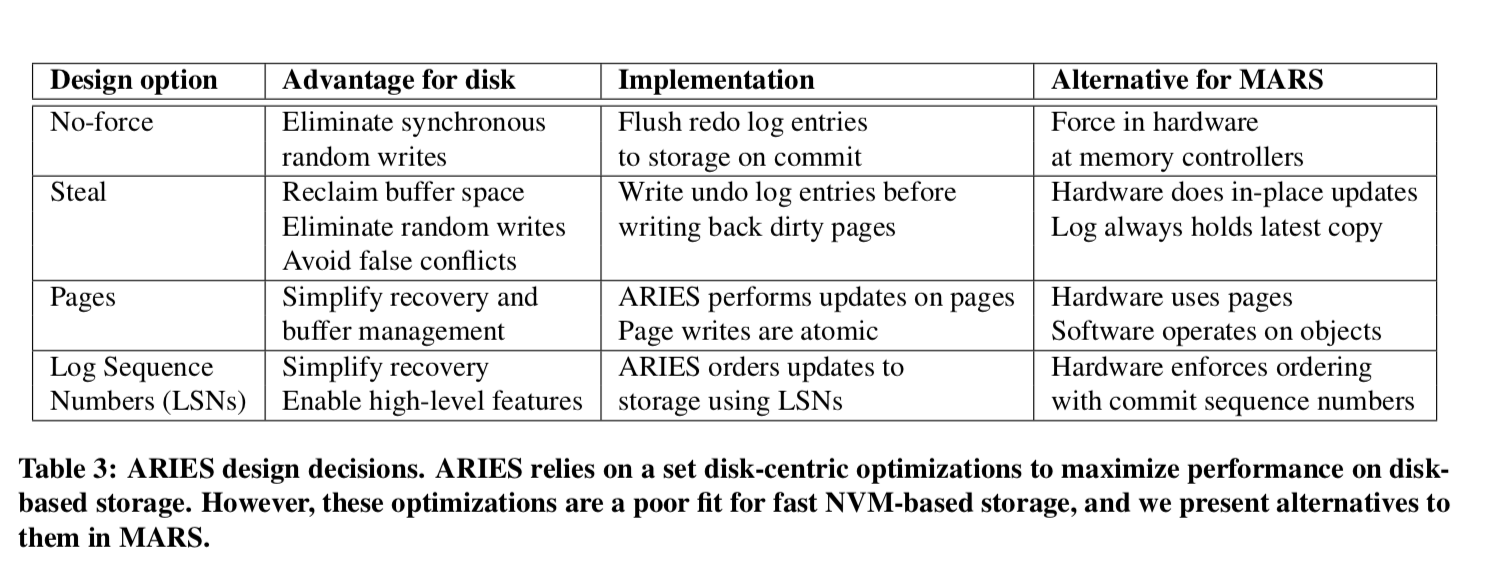 Design option Advantage for disk Implementation Alternative for MARS
No-force Eliminate synchronous Flush redo log entries Force in hardware
random writes to storage on commit at memory controllers
Steal Reclaim buffer space Write undo log entries before Hardware does in-place updates
Eliminate random writes writing back dirty pages Log always holds latest copy
Avoid false conflicts
Pages Simplify recovery and ARIES performs updates on pages Hardware uses pages
buffer management Page writes are atomic Software operates on objects
Log Sequence Simplify recovery ARIES orders updates to Hardware enforces ordering
Numbers (LSNs) Enable high-level features storage using LSNs with commit sequence numbers
Table 3: ARIES design decisions. ARIES relies on a set disk-centric optimizations to maximize performance on disk-
based storage. However, these optimizations are a poor fit for fast NVM-based storage, and we present alternatives to
them in MARS.